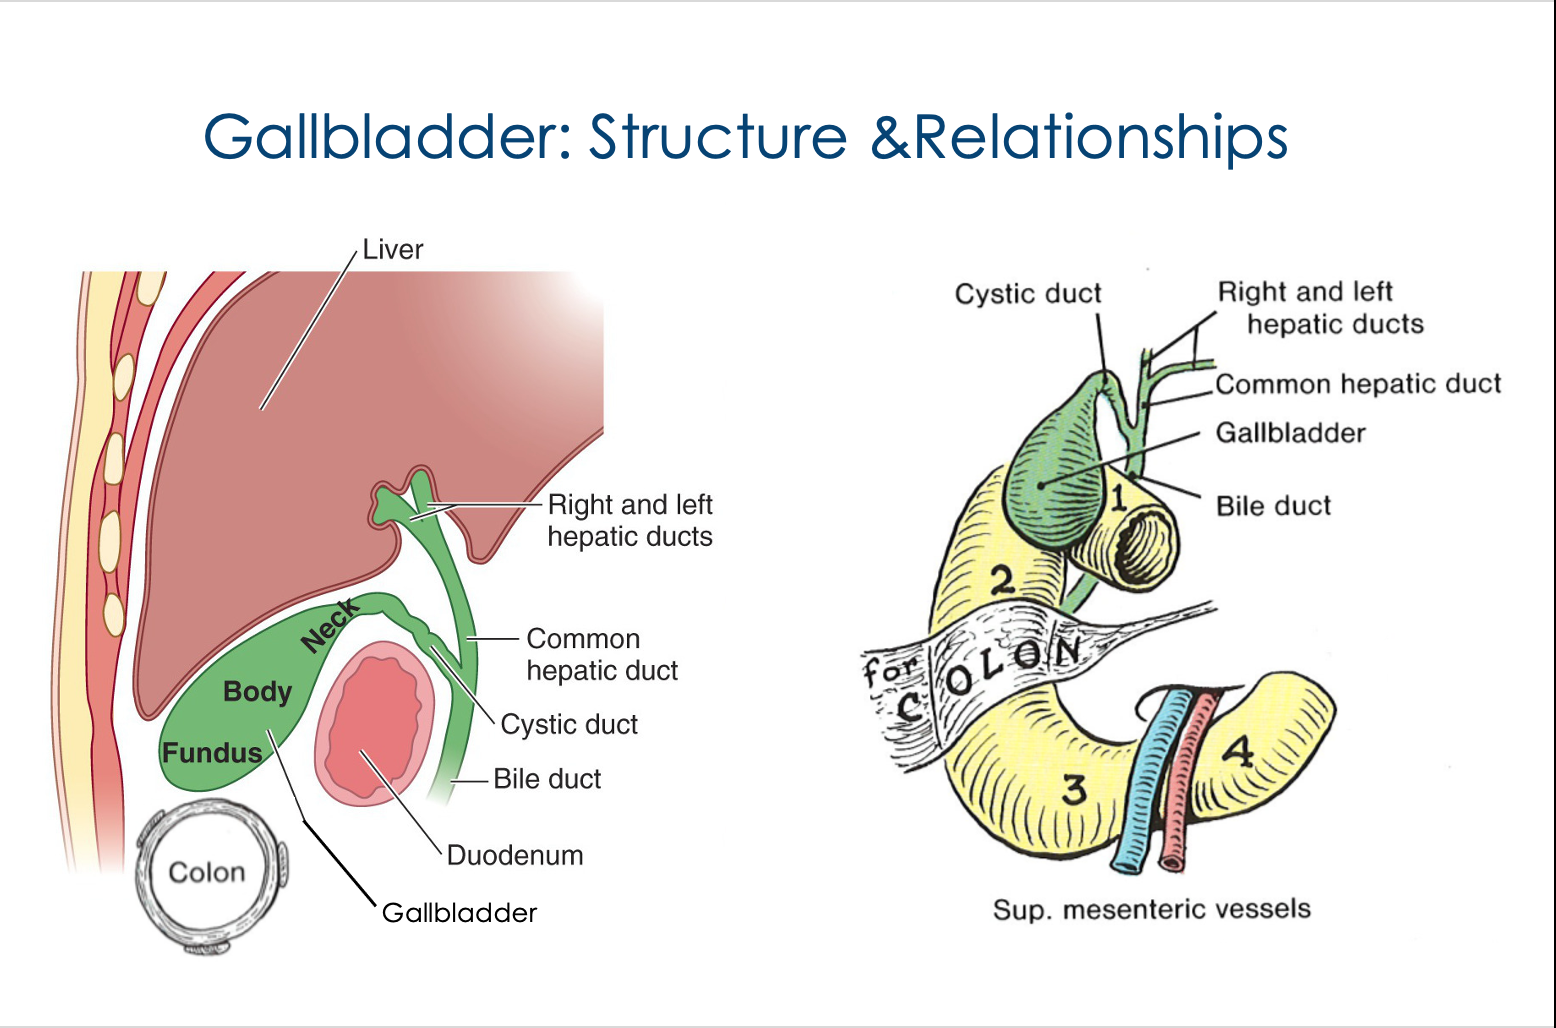 Gallbladder: Structure &Relationships
Liver
Right and left
hepatic ducts
Neck
Body
Fundus
Common
hepatic duct
Cystic duct
Bile duct
Duodenum
Colon
Gallbladder
Cystic duct
Right and left
hepatic ducts
Common hepatic duct
Gallbladder
Bile duct
1
2
for
COLON
3
4
Sup. mesenteric vessels